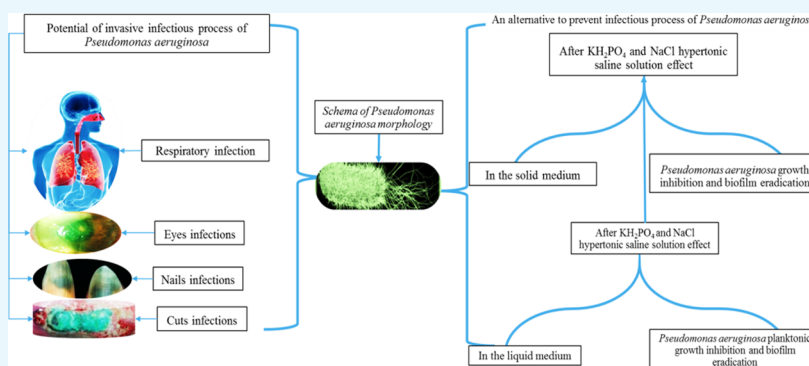 Potential of invasive infectious process of
Pseudomonas aeruginosa
Respiratory infection
Eyes infections
Nails infections
Cuts infections
Schema of Pseudomonas
aeruginosa morphology
An alternative to prevent infectious process of Pseudomonas aeruginos
After KH₂PO₄ and NaCl hypertonic
saline solution effect
In the solid medium
Pseudomonas aeruginosa growth
inhibition and biofilm eradication
After KH₂PO₄ and NaCl
hypertonic saline solution effect
In the liquid medium
Pseudomonas aeruginosa planktonic
growth inhibition and biofilm
eradication